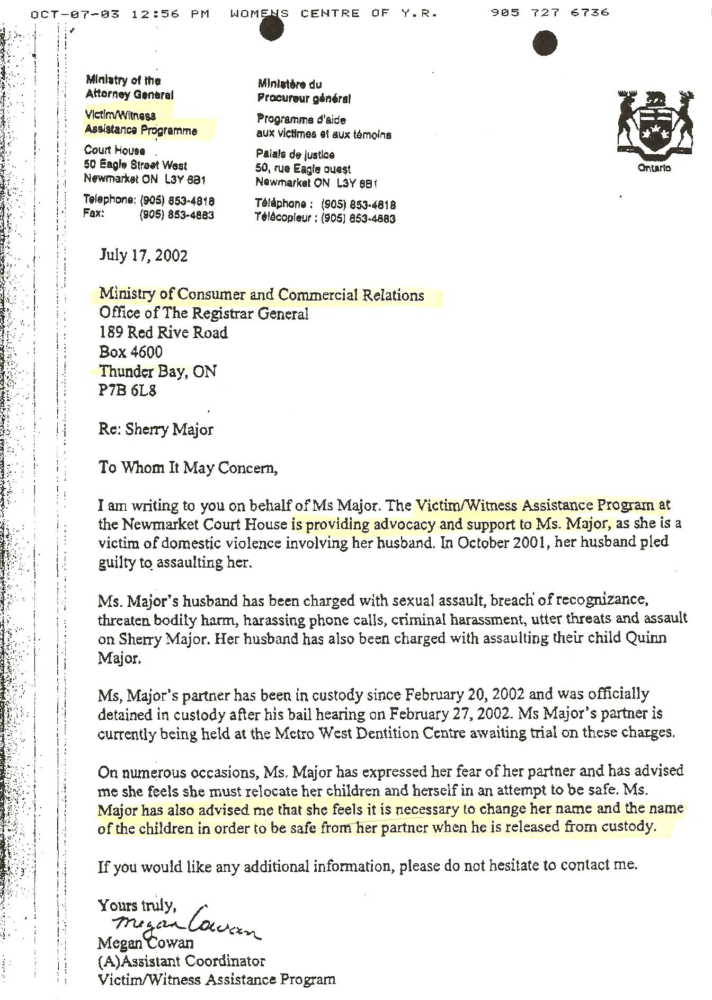 OCT-07-03 12:56 PM WOMENS CENTRE OF Y.R. 905 727 6736
Ministry of the
Attorney General
Victim/Witness
Assistance Programme
Court House
50 Eagle Street West
Newmarket ON L3Y 6B1
Telephone: (905) 853-4818
Fax: (905) 853-4883
Ministère du
Procureur général
Programme d'aide
aux victimes et aux témoins
Palais de justice
50, rue Eagle ouest
Newmarket ON L3Y 6B1
Téléphone : (905) 853-4818
Télécopieur : (905) 853-4883
Ontario
July 17, 2002
Ministry of Consumer and Commercial Relations
Office of The Registrar General
189 Red Rive Road
Box 4600
Thunder Bay, ON
P7B 6L8
Re: Sherry Major
To Whom It May Concern,
I am writing to you on behalf of Ms Major. The Victim/Witness Assistance Program at
the Newmarket Court House is providing advocacy and support to Ms. Major, as she is a
victim of domestic violence involving her husband. In October 2001, her husband pled
guilty to assaulting her.
Ms. Major's husband has been charged with sexual assault, breach of recognizance,
threaten bodily harm, harassing phone calls, criminal harassment, utter threats and assault
on Sherry Major. Her husband has also been charged with assaulting their child Quinn
Major.
Ms, Major's partner has been in custody since February 20, 2002 and was officially
detained in custody after his bail hearing on February 27, 2002. Ms Major's partner is
currently being held at the Metro West Dentition Centre awaiting trial on these charges.
On numerous occasions, Ms. Major has expressed her fear of her partner and has advised
me she feels she must relocate her children and herself in an attempt to be safe. Ms.
Major has also advised me that she feels it is necessary to change her name and the name
of the children in order to be safe from her partner when he is released from custody.
If you would like any additional information, please do not hesitate to contact me.
Yours truly,
Megan Cowan
Megan Cowan
(A)Assistant Coordinator
Victim/Witness Assistance Program